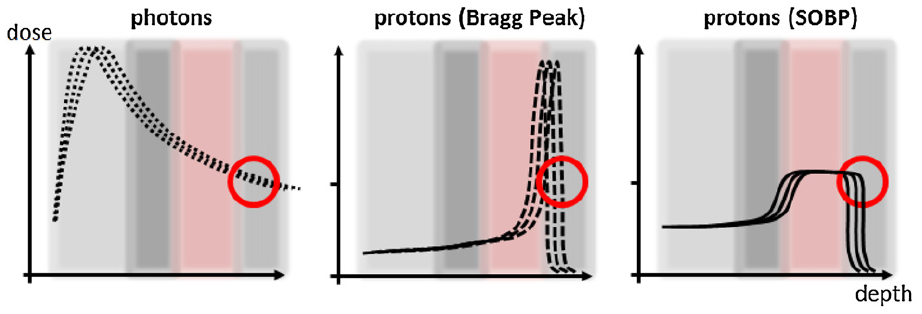 photons
protons (Bragg Peak)
protons (SOBP)
dose
depth